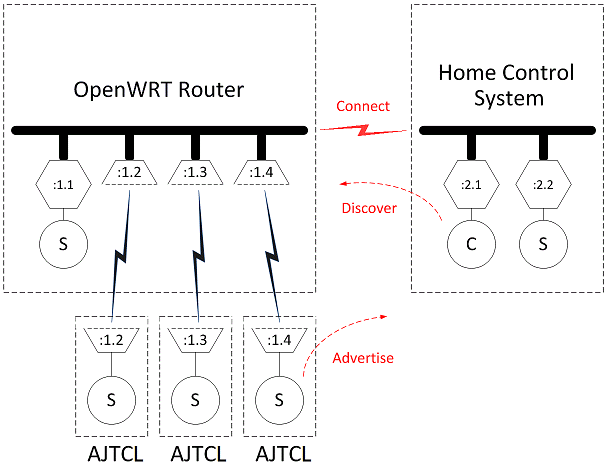 OpenWRT Router
Home Control
System
Connect
:1.1
:1.2
:1.3
:1.4
:2.1
:2.2
Discover
S
C
S
:1.2
:1.3
:1.4
Advertise
S
S
S
AJTCL
AJTCL
AJTCL